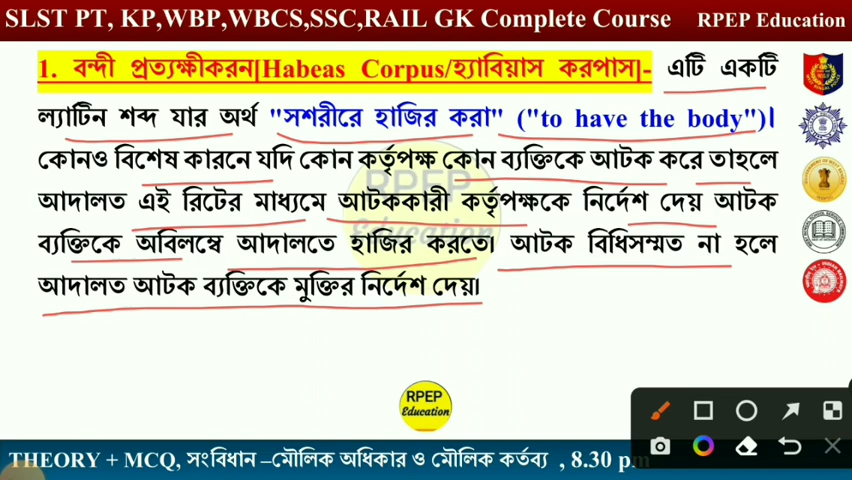 SLST PT, KP,WBP,WBCS,SSC,RAIL GK Complete Course RPEP Education
1. বন্দী প্রত্যক্ষীকরন[Habeas Corpus/হ্যাবিয়াস করপাস]- এটি একটি
ল্যাটিন শব্দ যার অর্থ "সশরীরে হাজির করা" ("to have the body")।
কোনও বিশেষ কারনে যদি কোন কর্তৃপক্ষ কোন ব্যক্তিকে আটক করে তাহলে
আদালত এই রিটের মাধ্যমে আটককারী কর্তৃপক্ষকে নির্দেশ দেয় আটক
ব্যক্তিকে অবিলম্বে আদালতে হাজির করতে। আটক বিধিসম্মত না হলে
আদালত আটক ব্যক্তিকে মুক্তির নির্দেশ দেয়।
RPEP
Education
RPEP
Education
THEORY + MCQ, সংবিধান –মৌলিক অধিকার ও মৌলিক কর্তব্য , 8.30 pm